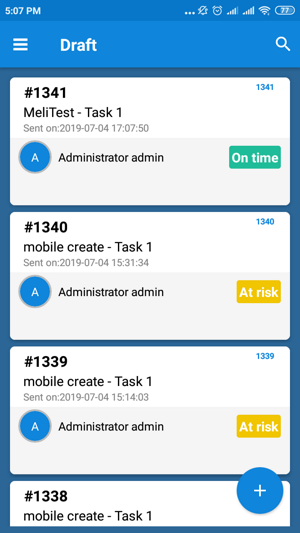 5:07 PM
77
Draft
#1341
1341
MeliTest - Task 1
Sent on:2019-07-04 17:07:50
A
Administrator admin
On time
#1340
1340
mobile create - Task 1
Sent on:2019-07-04 15:31:34
A
Administrator admin
At risk
#1339
1339
mobile create - Task 1
Sent on:2019-07-04 15:14:03
A
Administrator admin
At risk
#1338
mobile create - Task 1